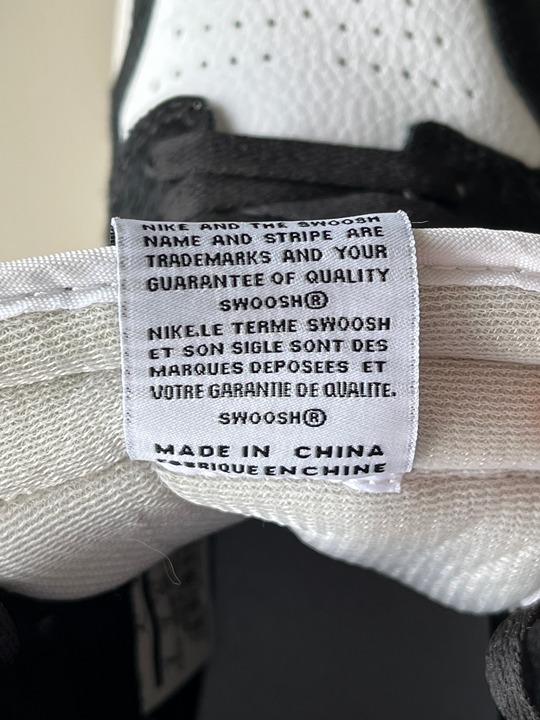 NIKE AND THE SWOOSH
NAME AND STRIPE ARE
TRADEMARKS AND YOUR
GUARANTEE OF QUALITY
SWOOSH®
NIKE.LE TERME SWOOSH
ET SON SIGLE SONT DES
MARQUES DEPOSEES ET
VOTRE GARANTIE DE QUALITE.
SWOOSH®
MADE IN CHINA
FABRIQUE EN CHINE